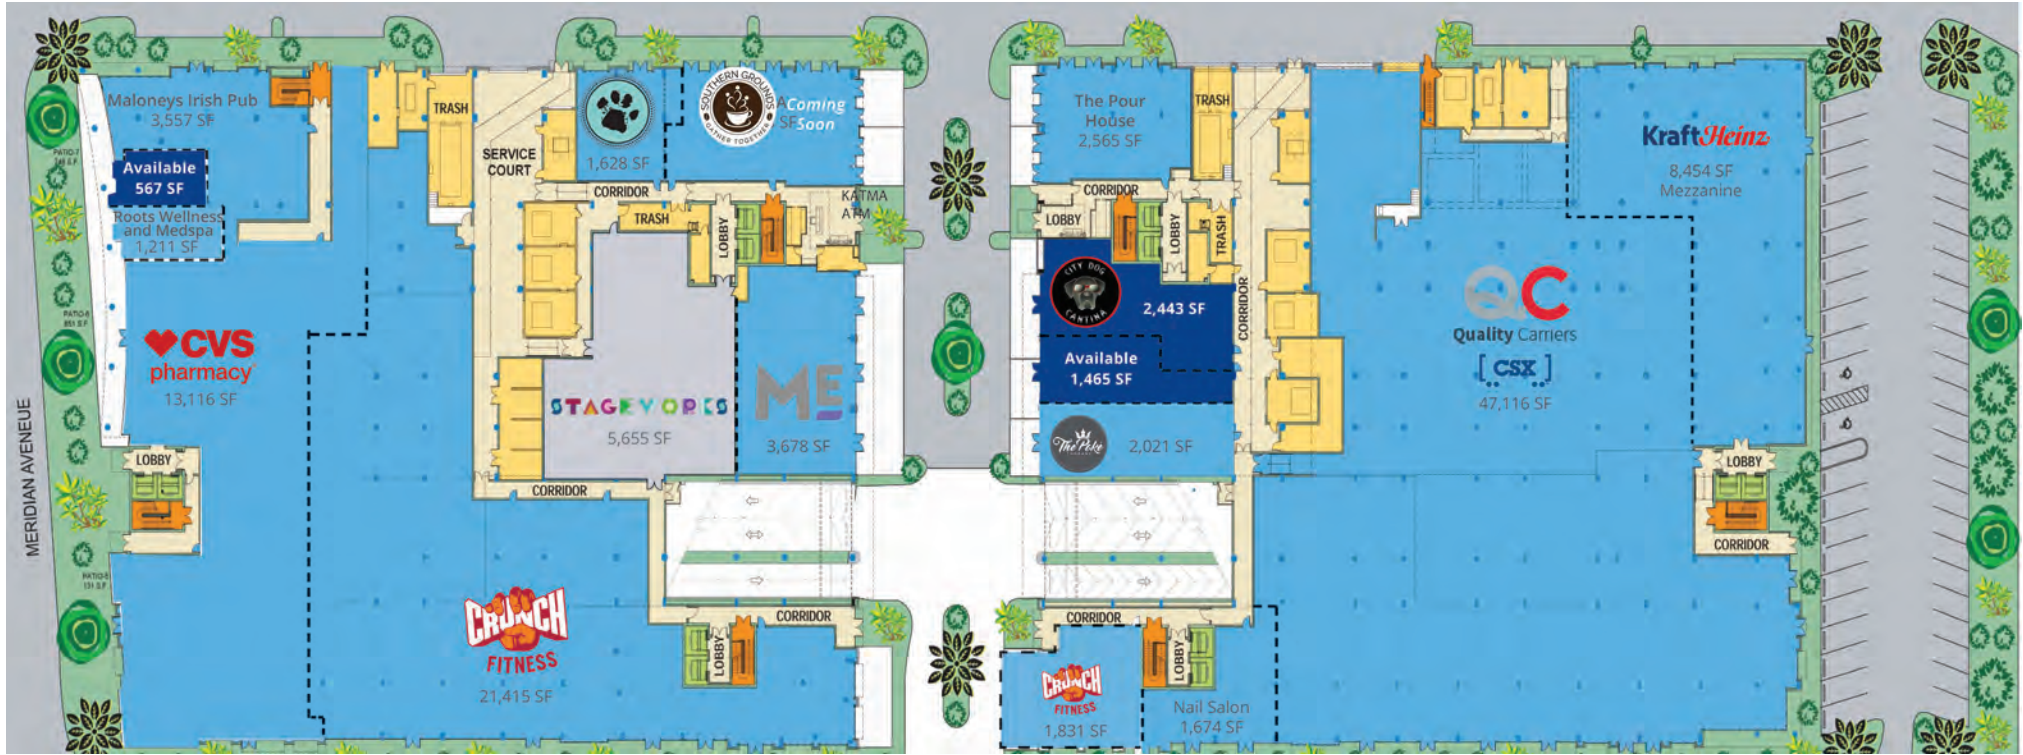 Maloneys Irish Pub
3,557 SF
Available
567 SF
Roots Wellness
and Medspa
1,211 SF
CVS
pharmacy
13,116 SF
LOBBY
MERIDIAN AVENEUE
TRASH
SERVICE
COURT
1,628 SF
SOUTHERN GROUNDS
GATHER TOGETHER
Coming
Soon
SF
CORRIDOR
TRASH
LOBBY
KATMA
ATM
STAGEWORKS
5,655 SF
ME
3,678 SF
CORRIDOR
CRUNCH
FITNESS
21,415 SF
CORRIDOR
LOBBY
The Pour
House
2,565 SF
TRASH
CORRIDOR
LOBBY
LOBBY
TRASH
CITY DOG
CANTINA
2,443 SF
CORRIDOR
Available
1,465 SF
The Poke
2,021 SF
CORRIDOR
CRUNCH
FITNESS
1,831 SF
LOBBY
Nail Salon
1,674 SF
KraftHeinz
8,454 SF
Mezzanine
QC
Quality Carriers
[CSX]
47,116 SF
LOBBY
CORRIDOR